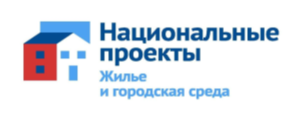 Национальные
проекты
Жилье
и городская среда